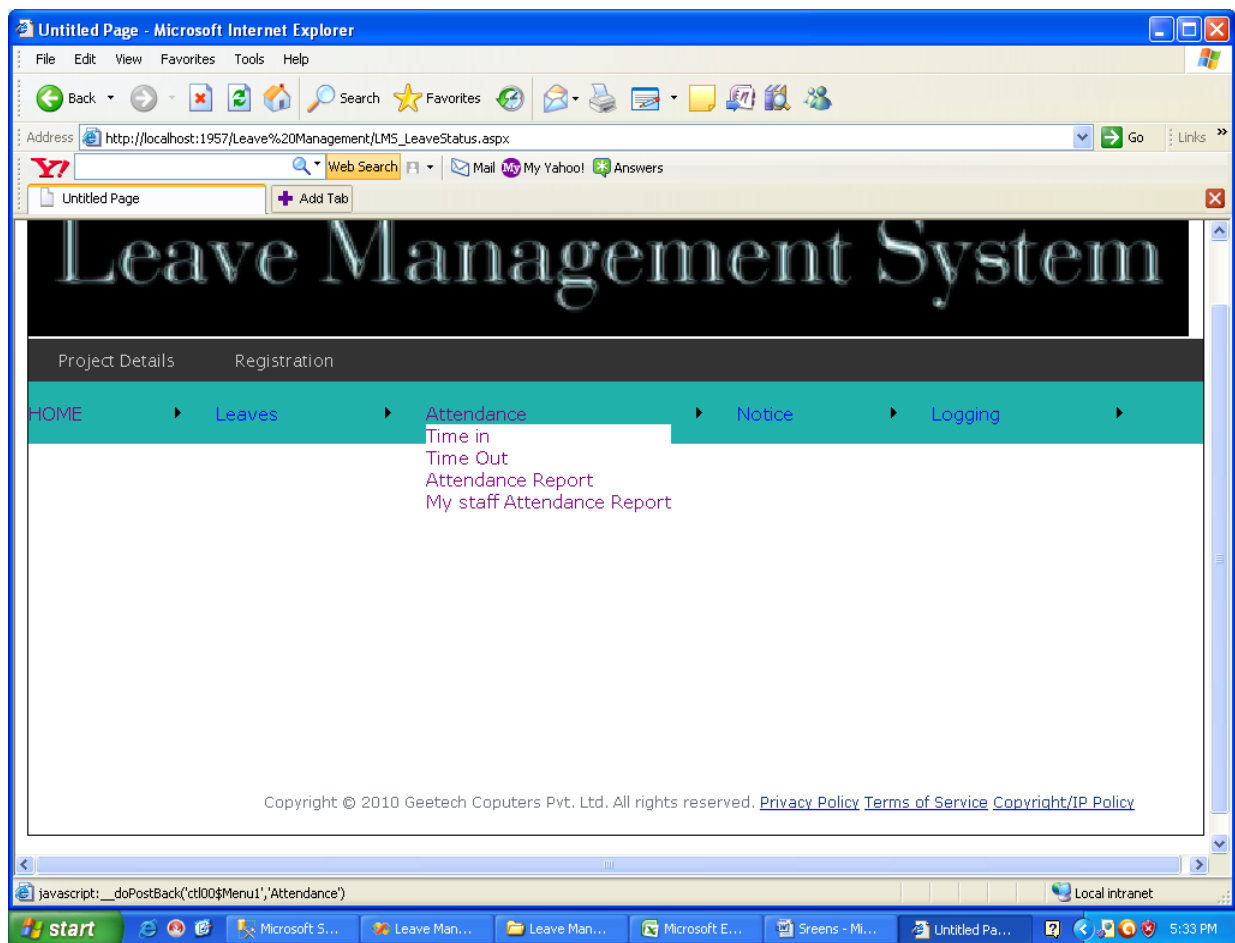 Untitled Page - Microsoft Internet Explorer
File Edit View Favorites Tools Help
Back Search Favorites
Address http://localhost:1957/Leave%20Management/LMS_LeaveStatus.aspx Go Links »
Y! Web Search Mail My My Yahoo! Answers
Untitled Page Add Tab
Leave Management System
Project Details Registration
HOME Leaves Attendance Notice Logging
Time in
Time Out
Attendance Report
My staff Attendance Report
Copyright © 2010 Geetech Coputers Pvt. Ltd. All rights reserved. Privacy Policy Terms of Service Copyright/IP Policy
javascript:__doPostBack('ctl00$Menu1','Attendance') Local intranet
start Microsoft S... Leave Man... Leave Man... Microsoft E... Sreens - Mi... Untitled Pa... 5:33 PM